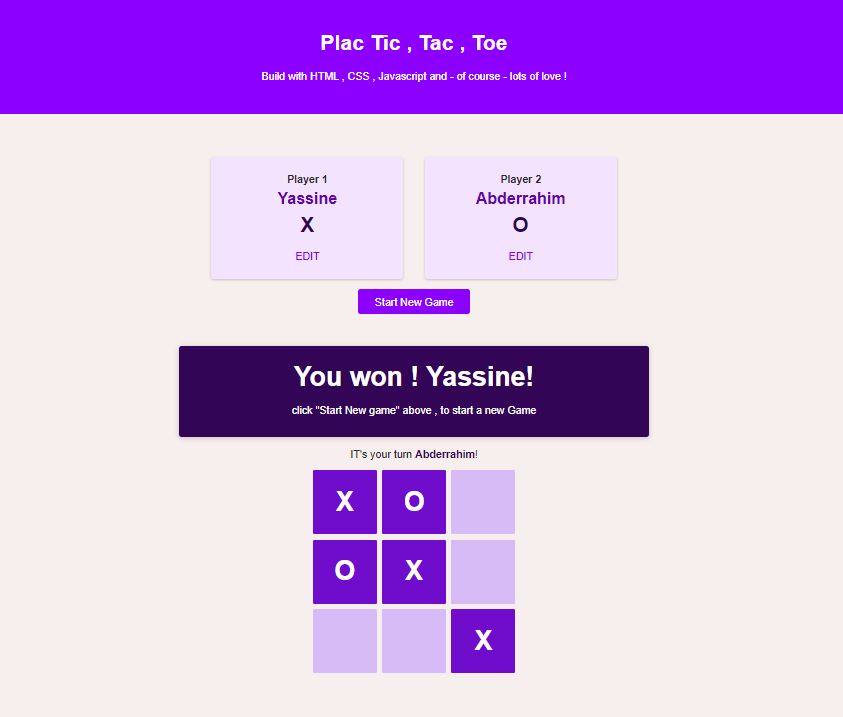 Plac Tic , Tac , Toe
Build with HTML , CSS , Javascript and - of course - lots of love !
Player 1
Yassine
X
EDIT
Player 2
Abderrahim
O
EDIT
Start New Game
You won ! Yassine!
click "Start New game" above , to start a new Game
IT's your turn Abderrahim!
X O
O X
X